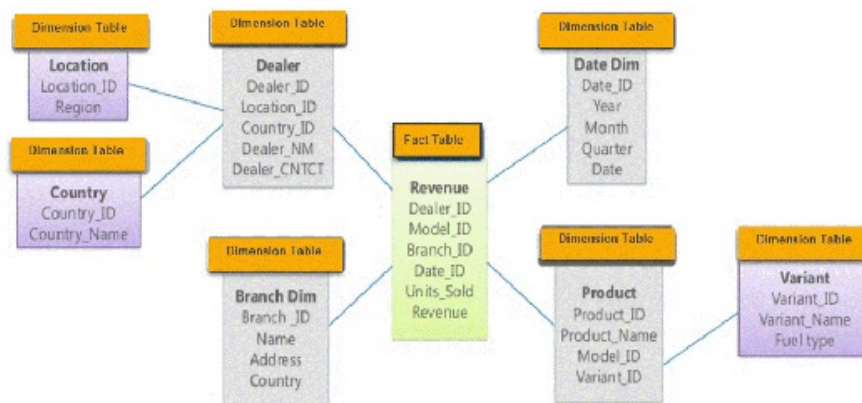 Dimension Table
Location
Location_ID
Region
Dimension Table
Country
Country_ID
Country_Name
Dimension Table
Dealer
Dealer_ID
Location_ID
Country_ID
Dealer_NM
Dealer_CNTCT
Dimension Table
Branch Dim
Branch _ID
Name
Address
Country
Fact Table
Revenue
Dealer_ID
Model_ID
Branch_ID
Date_ID
Units_Sold
Revenue
Dimension Table
Date Dim
Date_ID
Year
Month
Quarter
Date
Dimension Table
Product
Product_ID
Product_Name
Model_ID
Variant_ID
Dimension Table
Variant
Variant_ID
Variant_Name
Fuel type